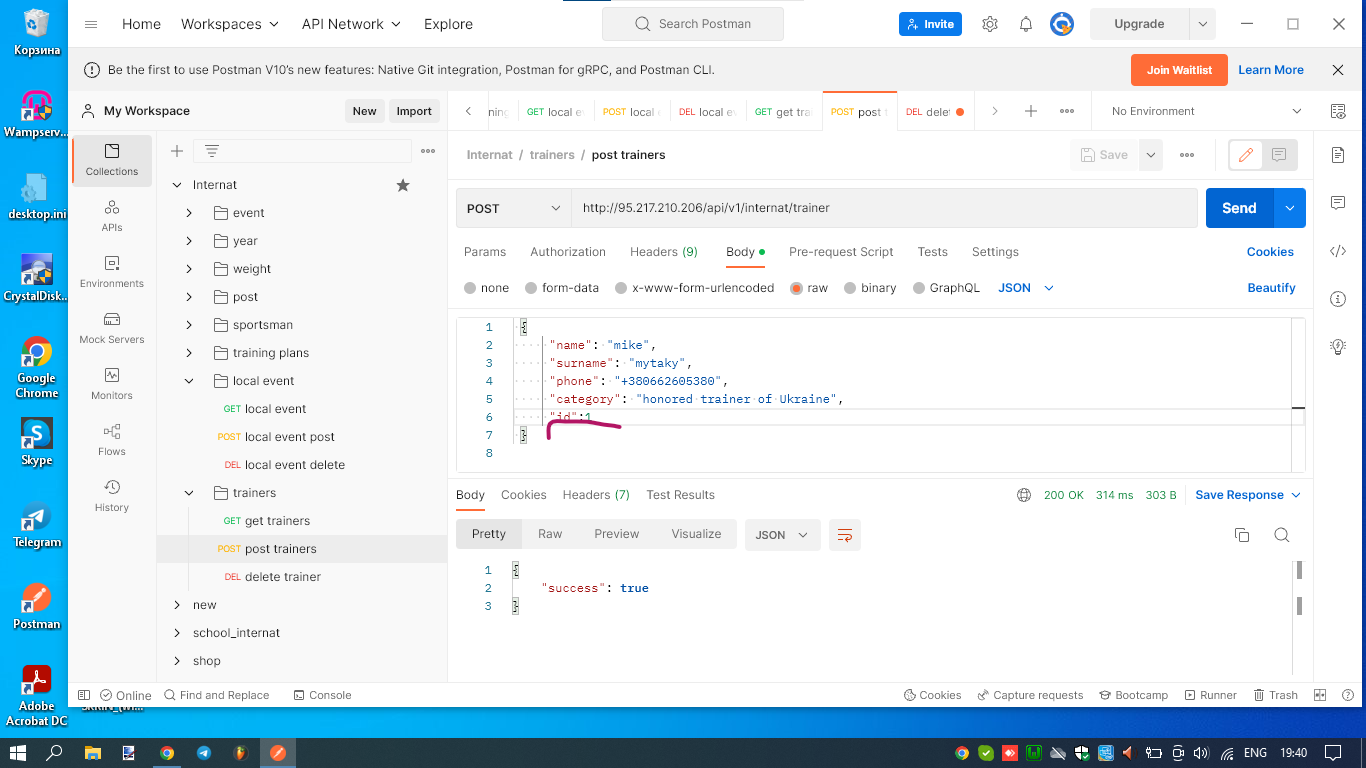 Корзина
Wampserv...
desktop.ini
CrystalDisk...
Google
Chrome
Skype
Telegram
Postman
Adobe
Acrobat DC
Home Workspaces API Network Explore Search Postman Invite Upgrade
Be the first to use Postman V10's new features: Native Git integration, Postman for gRPC, and Postman CLI. Join Waitlist Learn More
My Workspace New Import
GET local e POST local DEL local e GET get tra POST post t DEL delet No Environment
Collections
APIs
Environments
Mock Servers
Monitors
Flows
History
Internat
event
year
weight
post
sportsman
training plans
local event
GET local event
POST local event post
DEL local event delete
trainers
GET get trainers
POST post trainers
DEL delete trainer
new
school_internat
shop
Internat / trainers / post trainers Save
POST http://95.217.210.206/api/v1/internat/trainer Send
Params Authorization Headers (9) Body Pre-request Script Tests Settings Cookies
none form-data x-www-form-urlencoded raw binary GraphQL JSON Beautify
1 {
2 "name": "mike",
3 "surname": "mytaky",
4 "phone": "+380662605380",
5 "category": "honored trainer of Ukraine",
6 "id":1
7 }
8
Body Cookies Headers (7) Test Results 200 OK 314 ms 303 B Save Response
Pretty Raw Preview Visualize JSON
1 {
2 "success": true
3 }
Online Find and Replace Console Cookies Capture requests Bootcamp Runner Trash
ENG 19:40